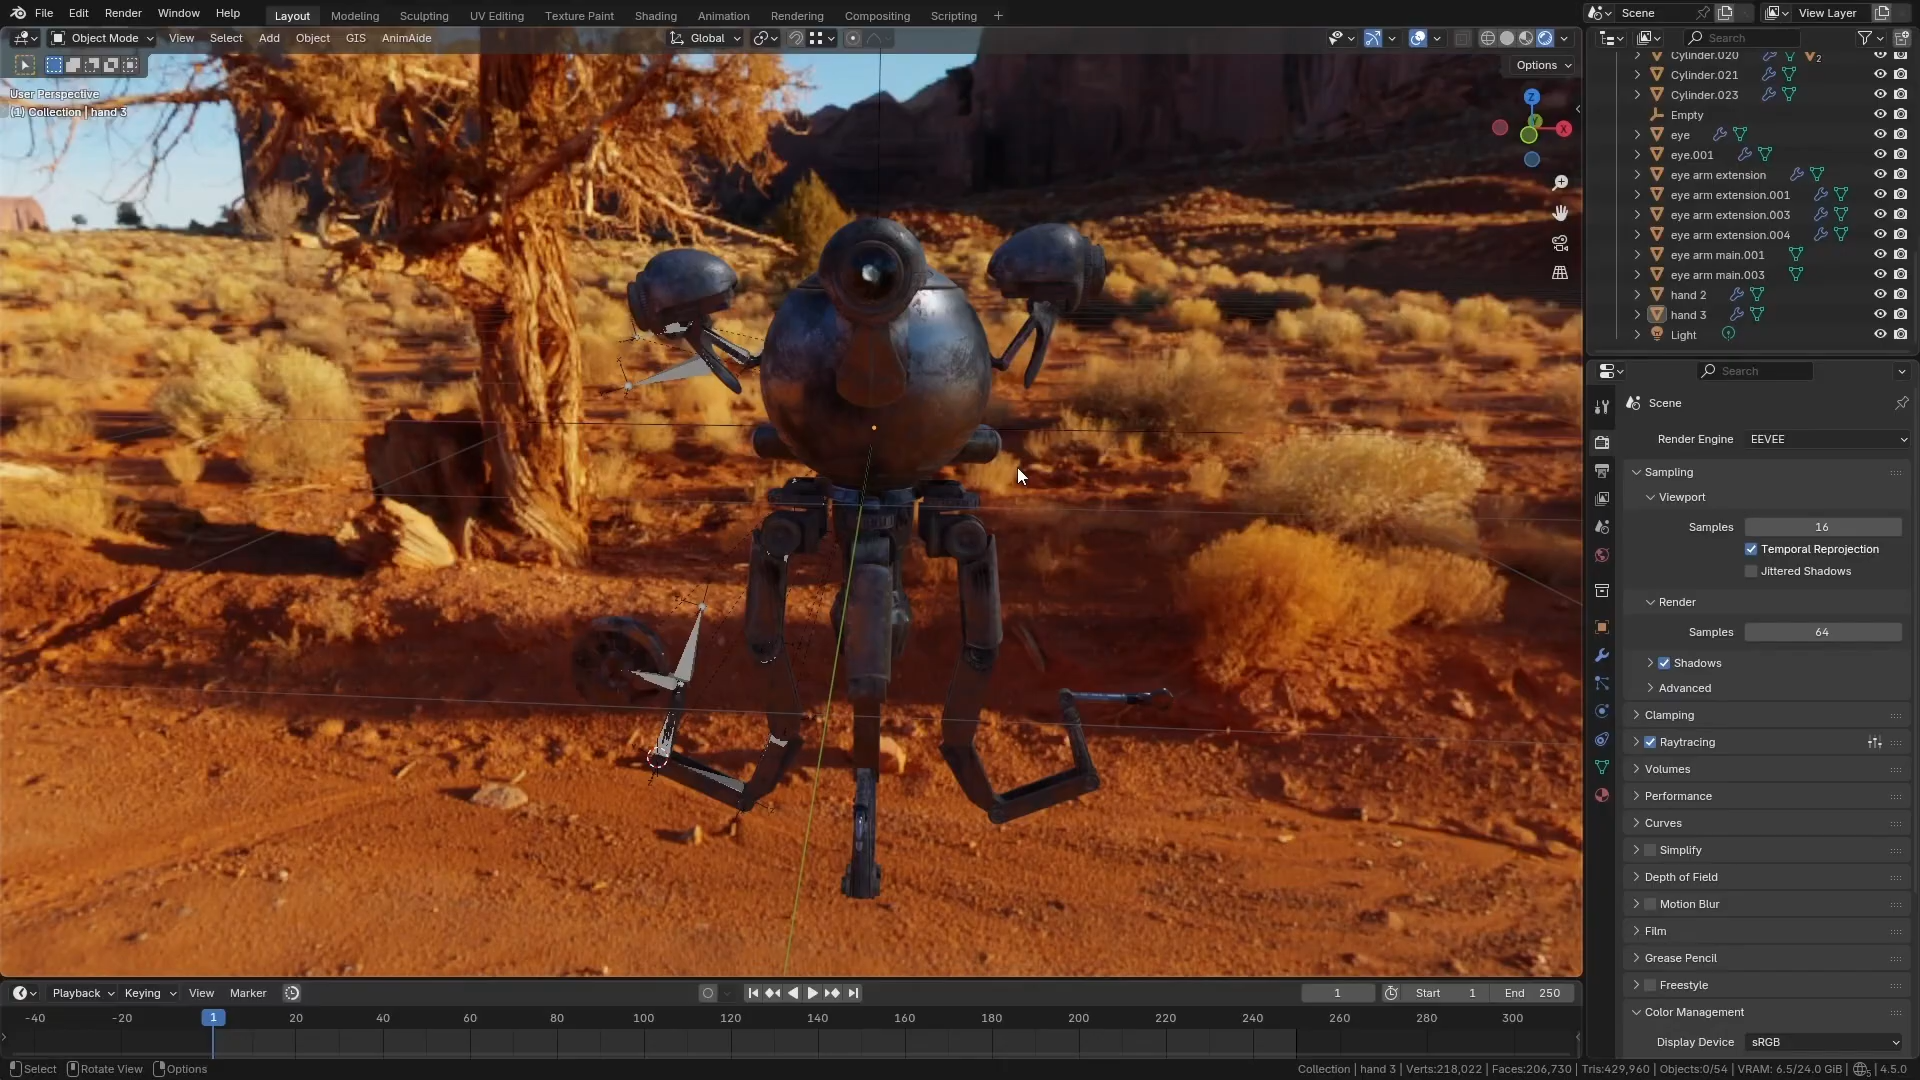 File Edit Render Window Help Layout Modeling Sculpting UV Editing Texture Paint Shading Animation Rendering Compositing Scripting + Scene View Layer
Object Mode View Select Add Object GIS AnimAide Global Search
Options
User Perspective
(1) Collection | hand 3
Z
X
Cylinder.020 2
Cylinder.021
Cylinder.023
Empty
eye
eye.001
eye arm extension
eye arm extension.001
eye arm extension.003
eye arm extension.004
eye arm main.001
eye arm main.003
hand 2
hand 3
Light
Search
Scene
Render Engine EEVEE
Sampling
Viewport
Samples 16
Temporal Reprojection
Jittered Shadows
Render
Samples 64
Shadows
Advanced
Clamping
Raytracing
Volumes
Performance
Curves
Simplify
Depth of Field
Motion Blur
Film
Grease Pencil
Freestyle
Color Management
Display Device sRGB
Playback Keying View Marker 1 Start 1 End 250
-40 -20 1 20 40 60 80 100 120 140 160 180 200 220 240 260 280 300
Select Rotate View Options Collection | hand 3 | Verts:218,022 | Faces:206,730 | Tris:429,960 | Objects:0/54 | VRAM: 6.5/24.0 GiB | 5 | 4.5.0